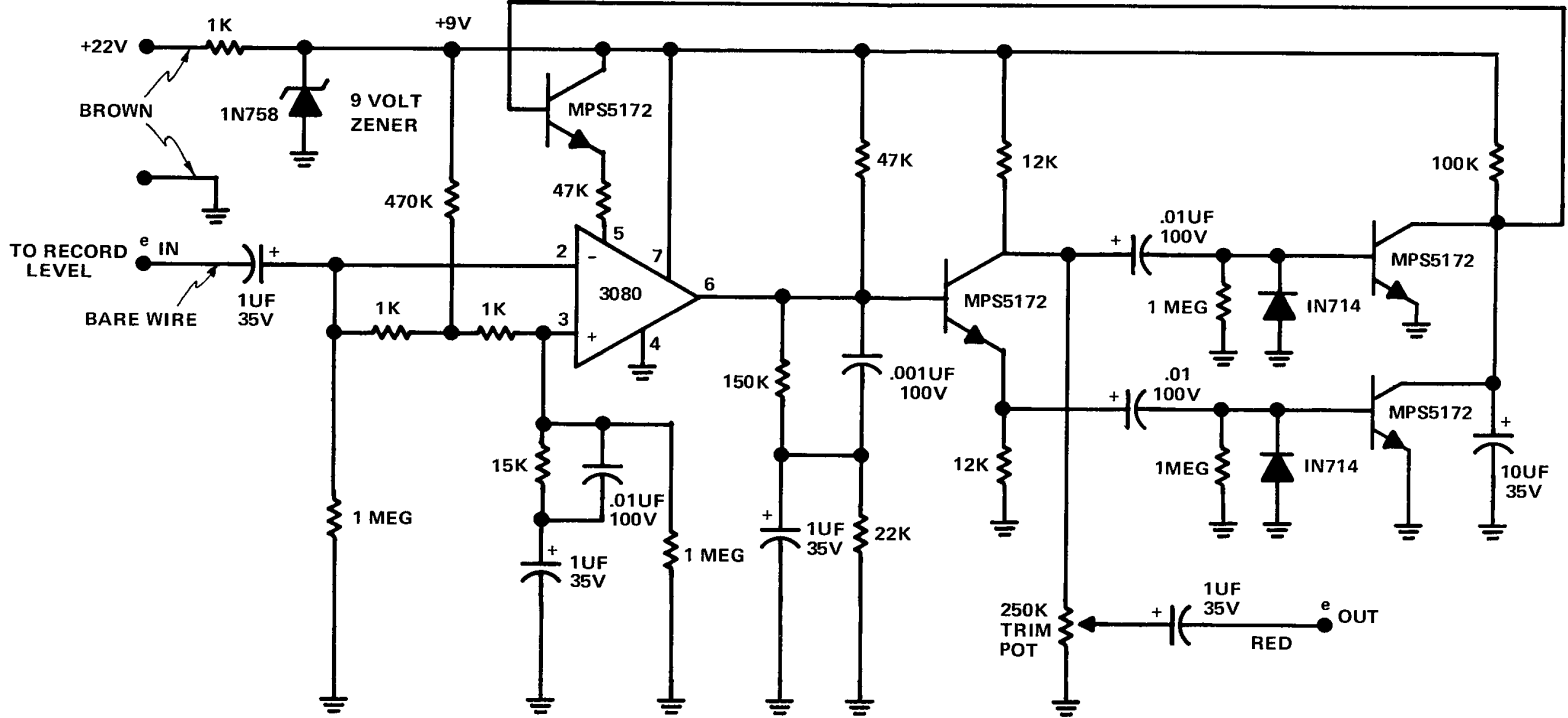 1K
+9V
+22V
BROWN
1N758
9 VOLT
ZENER
MPS5172
47K
12K
100K
470K
47K
TO RECORD
LEVEL
e IN
+
1UF
35V
BARE WIRE
1K
1K
2
−
5
7
3080
6
3
+
4
MPS5172
+
.01UF
100V
1 MEG
IN714
MPS5172
150K
.001UF
100V
+
.01
100V
1MEG
IN714
MPS5172
+
10UF
35V
15K
.01UF
100V
12K
1 MEG
+
1UF
35V
1 MEG
+
1UF
35V
22K
250K
TRIM
POT
+
1UF
35V
RED
e OUT